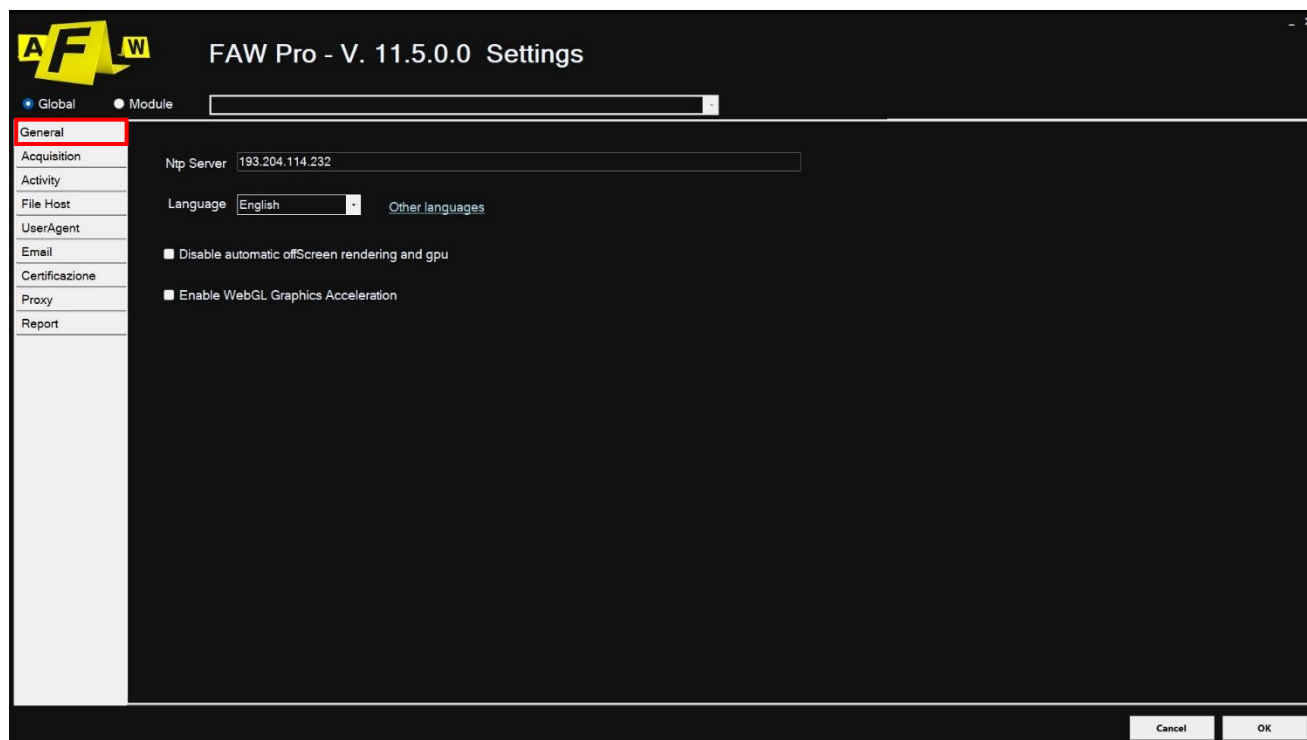 A F W
FAW Pro - V. 11.5.0.0 Settings
Global Module
General
Acquisition
Activity
File Host
UserAgent
Email
Certificazione
Proxy
Report
Ntp Server 193.204.114.232
Language English Other languages
Disable automatic offScreen rendering and gpu
Enable WebGL Graphics Acceleration
Cancel OK